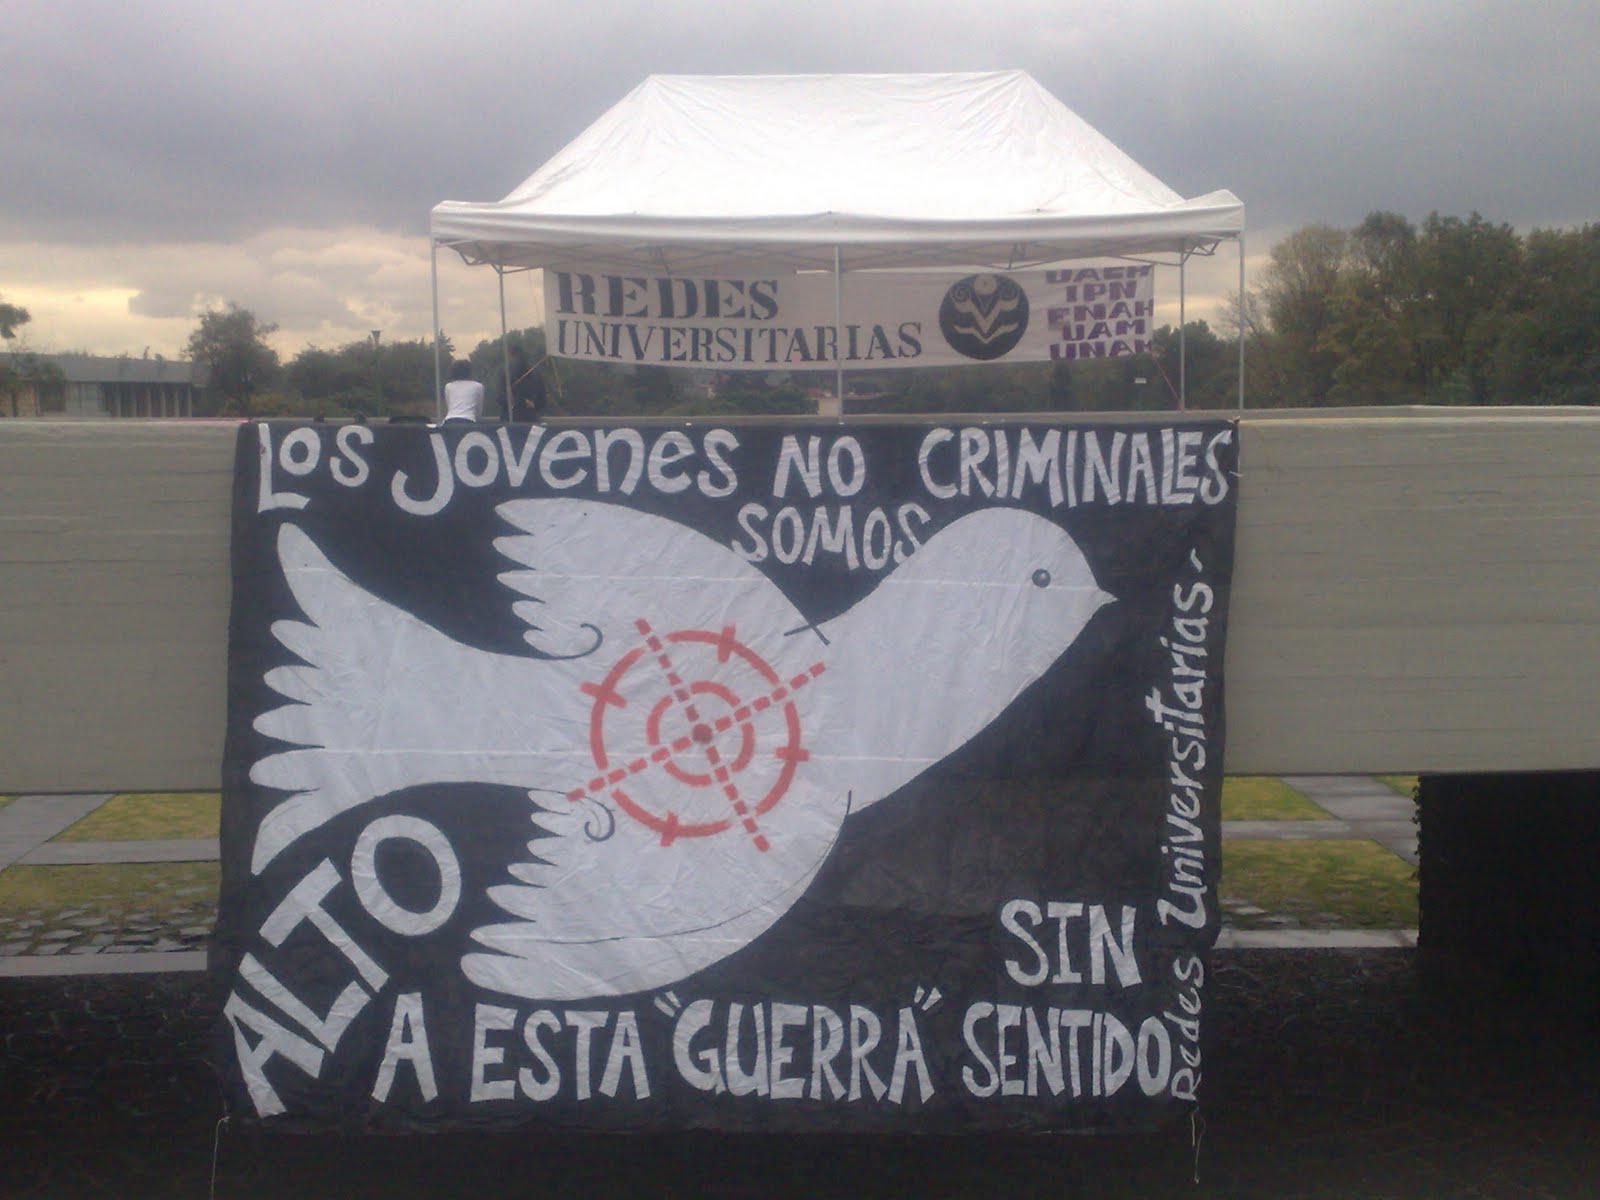 REDES
UNIVERSITARIAS
UAEH
IPN
ENAH
UAM
UNAM
LOS JOVENES NO CRIMINALES
SOMOS
ALTO
A ESTA "GUERRA" SIN SENTIDO
Redes Universitarias